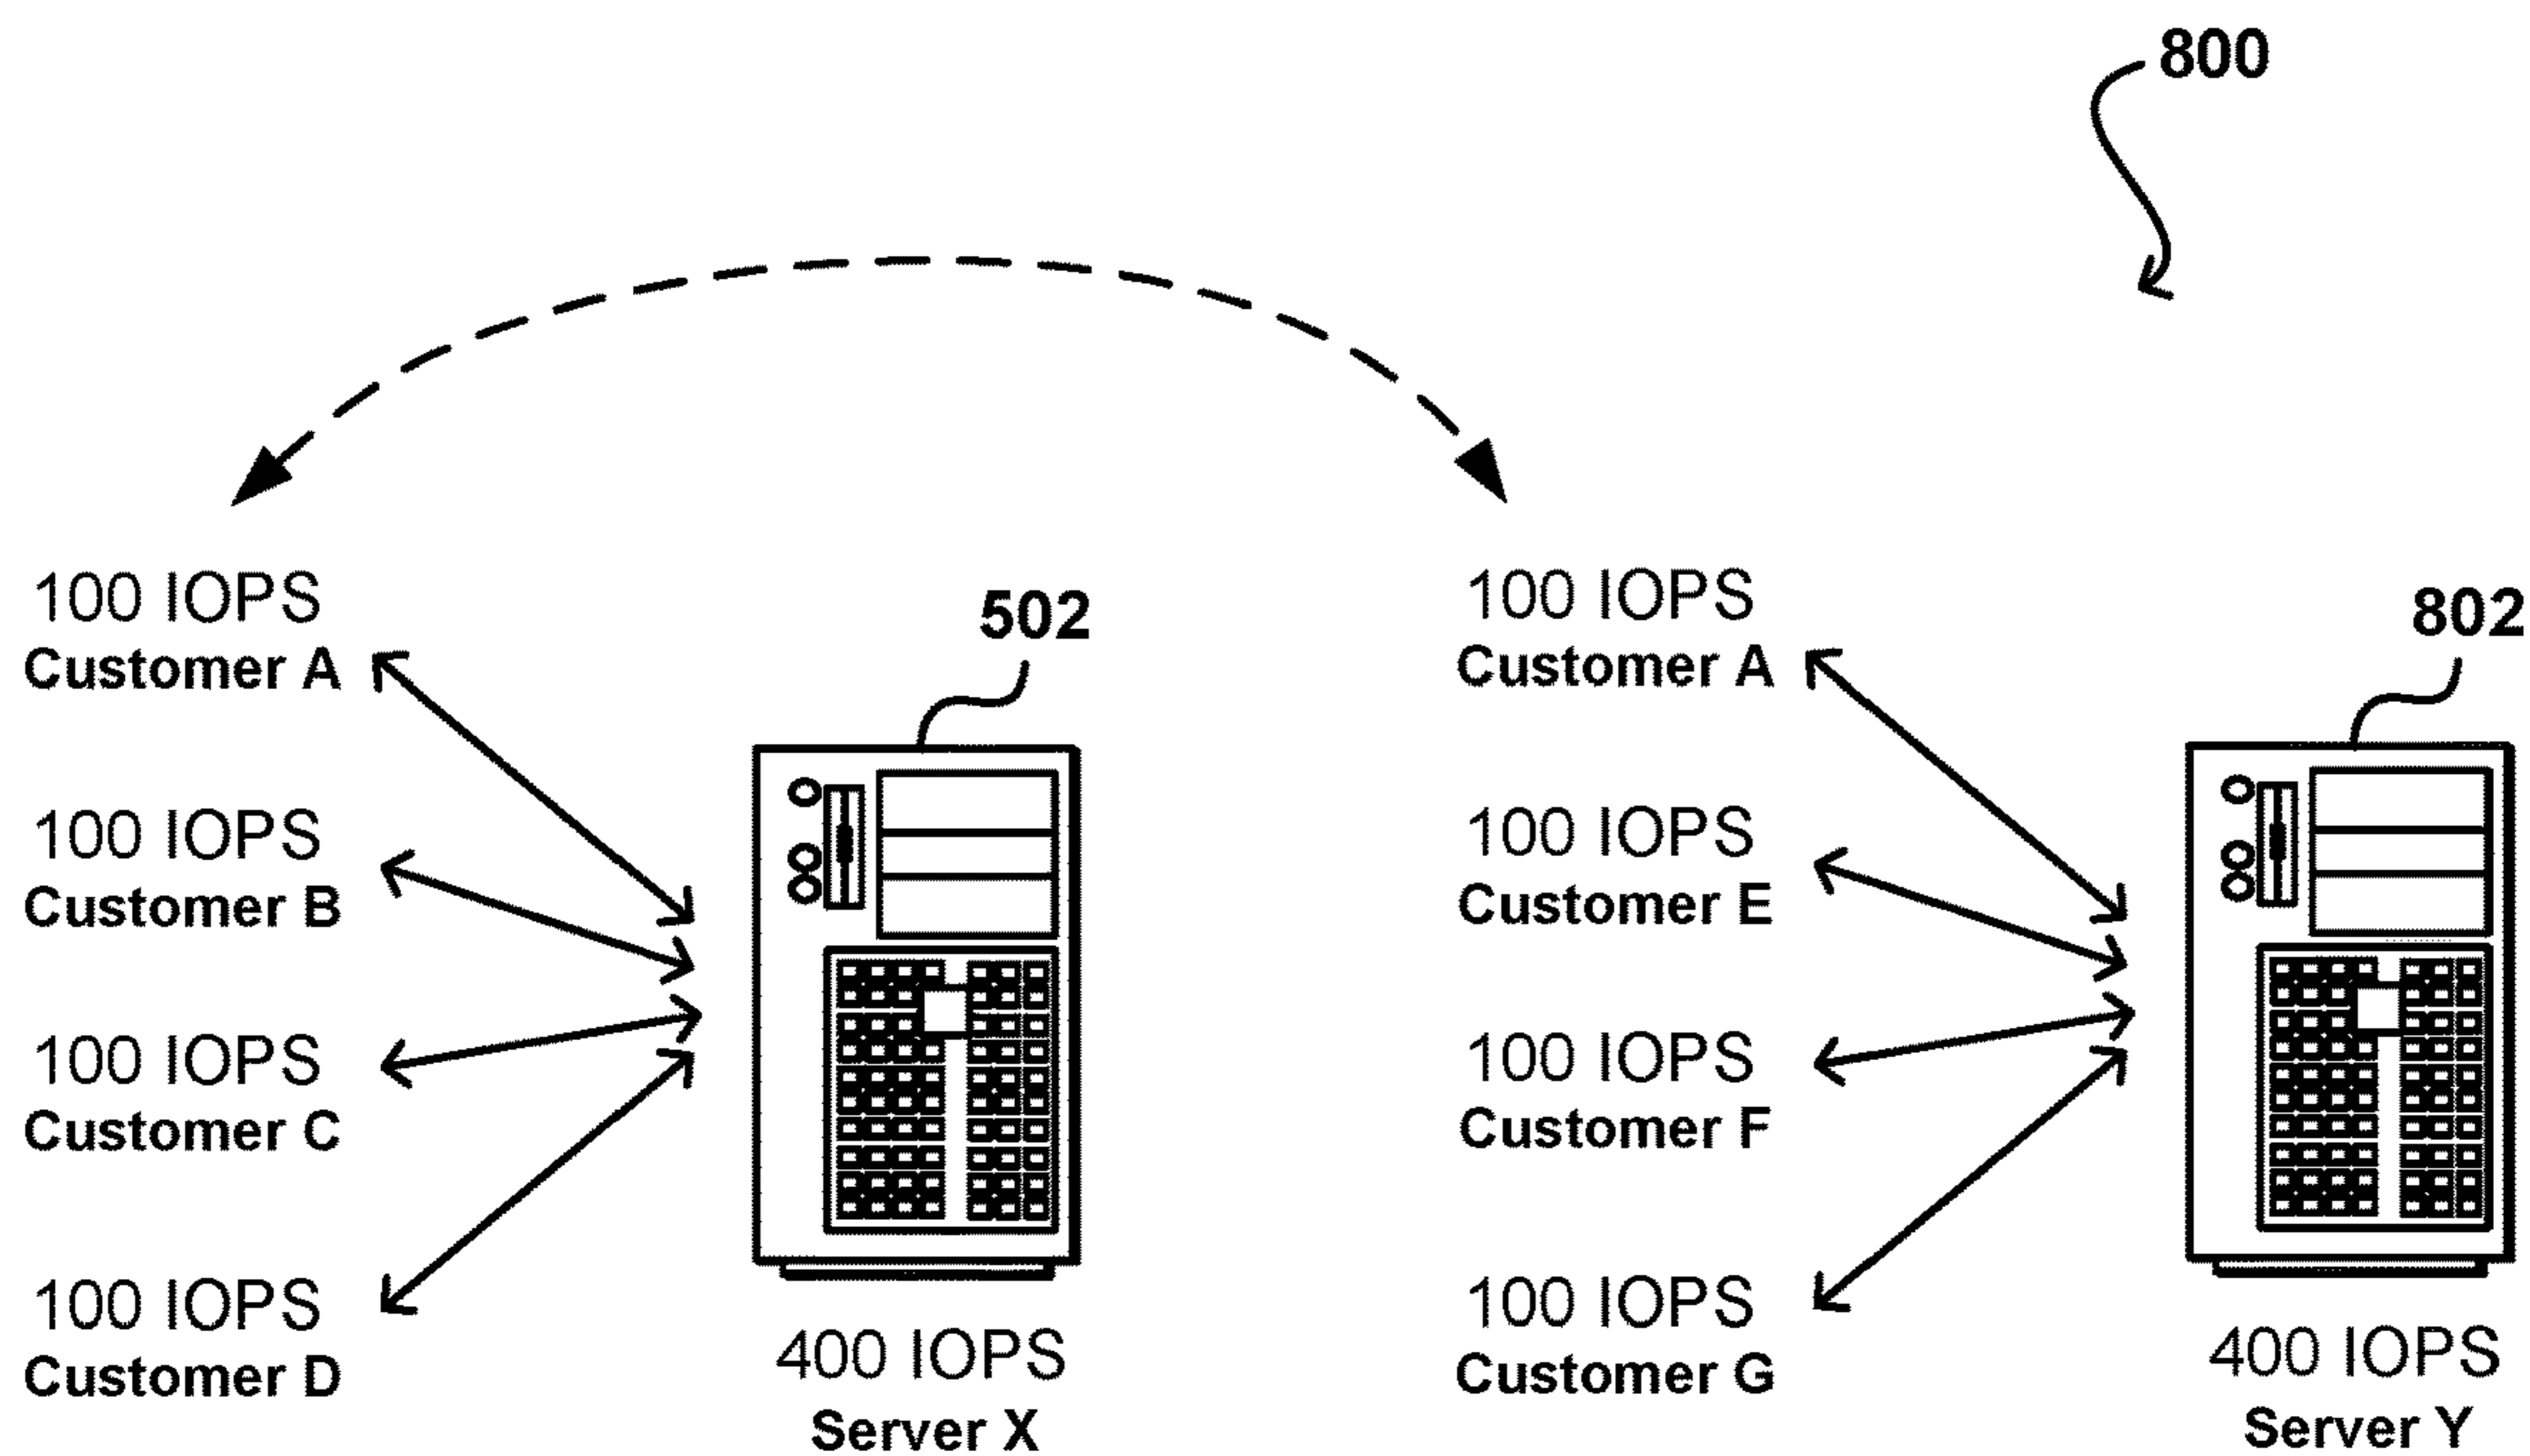 800
100 IOPS
Customer A
100 IOPS
Customer B
100 IOPS
Customer C
100 IOPS
Customer D
502
400 IOPS
Server X
100 IOPS
Customer A
100 IOPS
Customer E
100 IOPS
Customer F
100 IOPS
Customer G
802
400 IOPS
Server Y